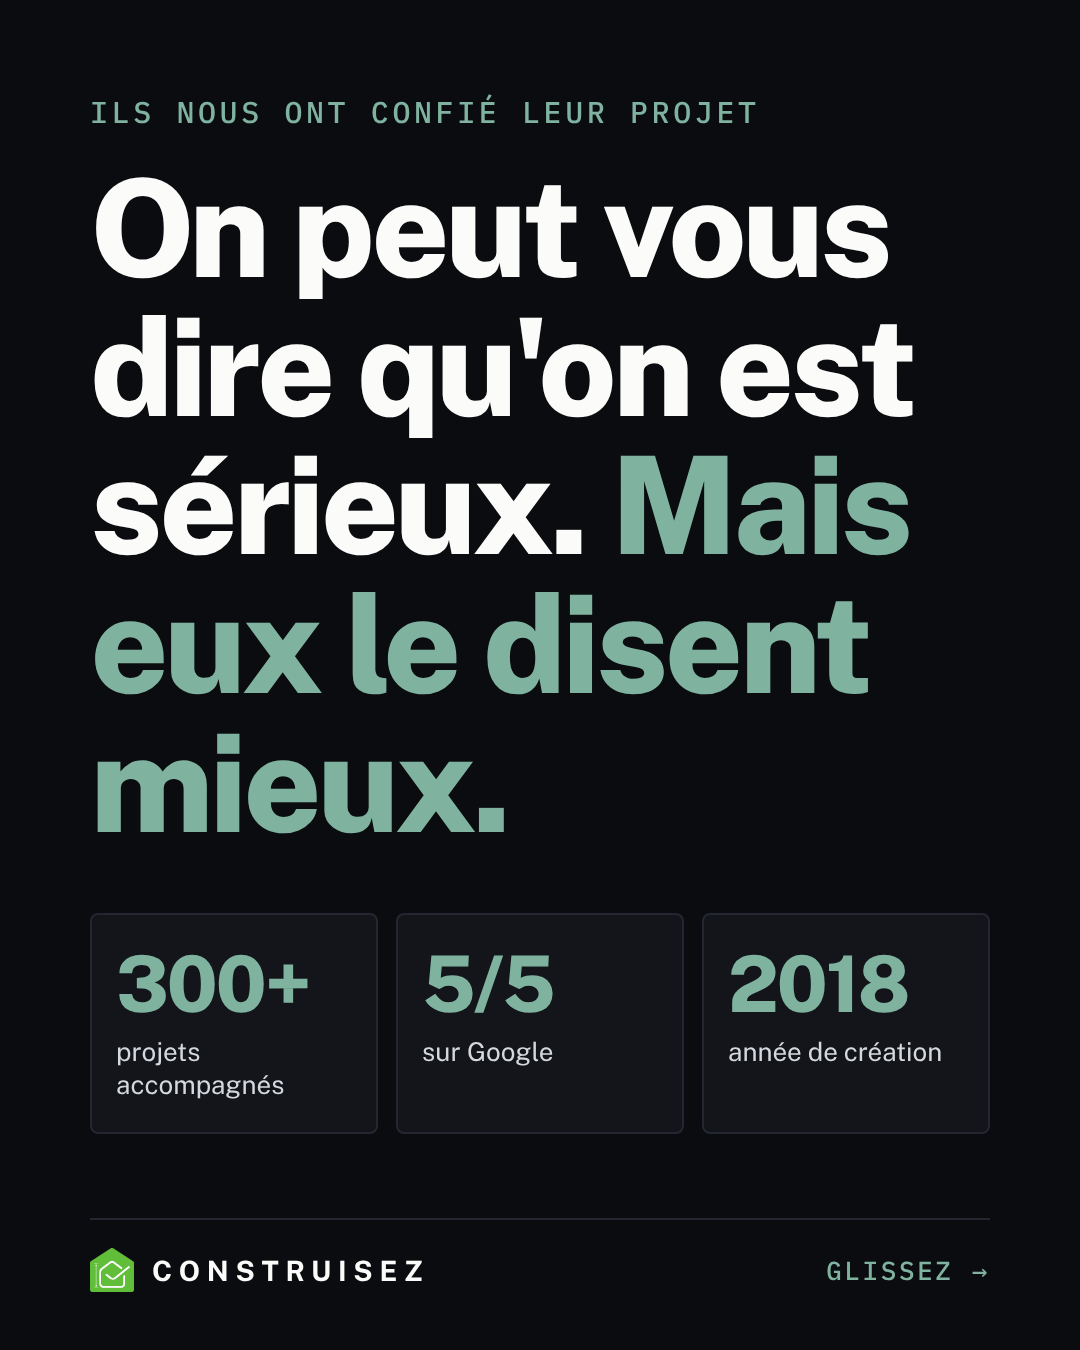 ILS NOUS ONT CONFIÉ LEUR PROJET
On peut vous
dire qu'on est
sérieux. Mais
eux le disent
mieux.
300+
projets
accompagnés
5/5
sur Google
2018
année de création
CONSTRUISEZ
GLISSEZ →